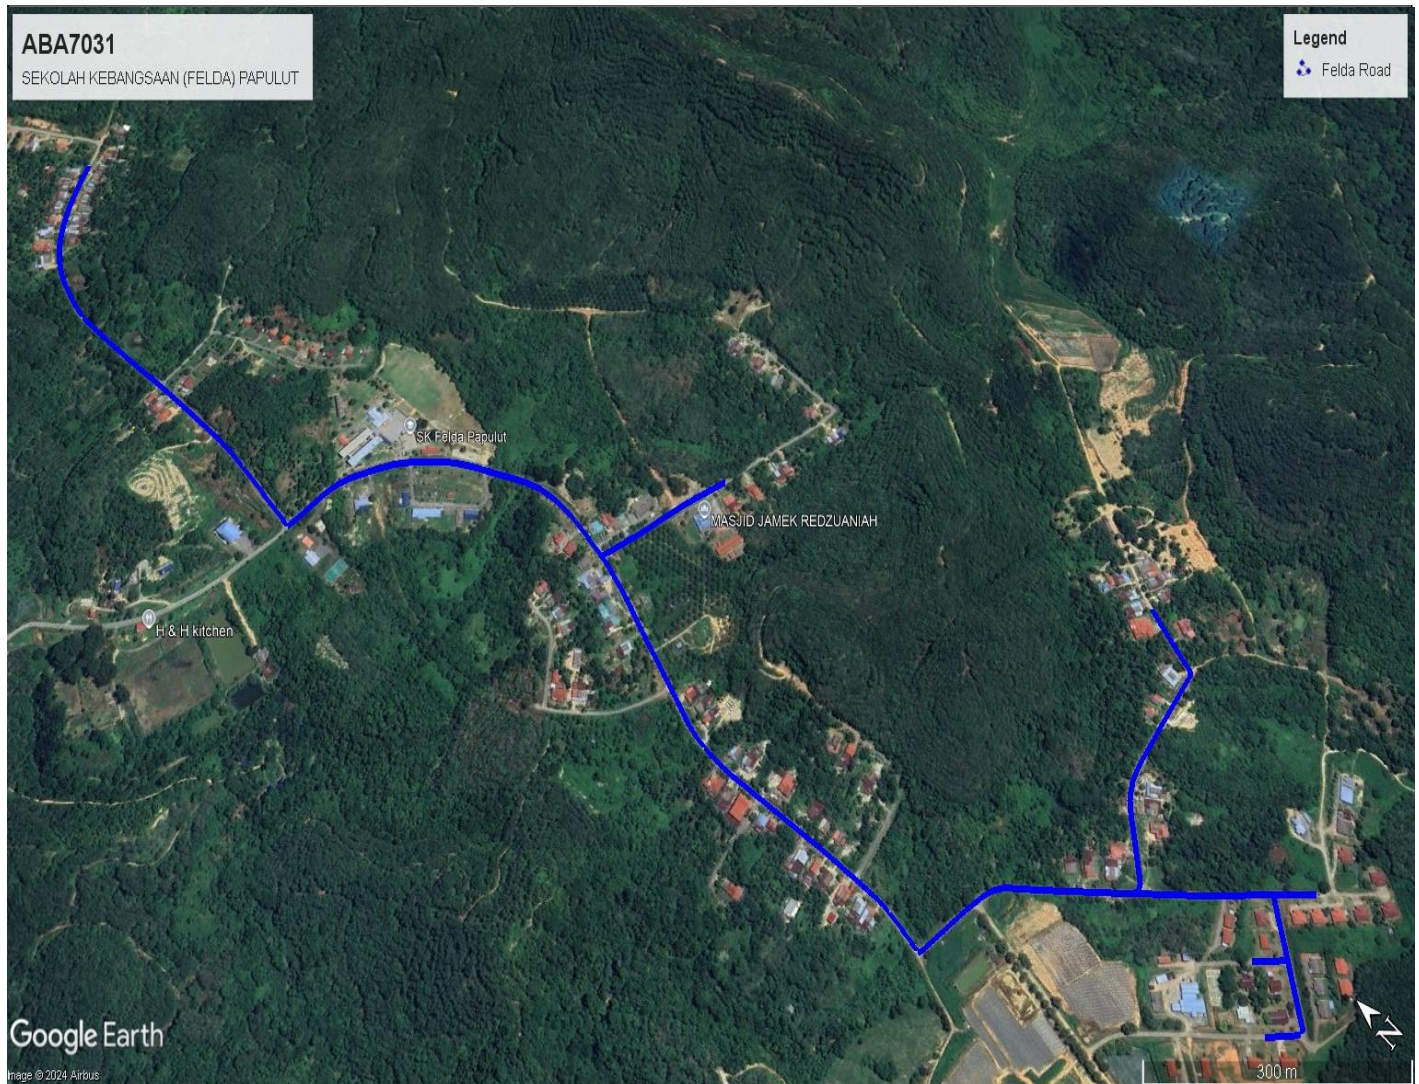 ABA7031
SEKOLAH KEBANGSAAN (FELDA) PAPULUT
Legend
Felda Road
SK Felda Papulut
MASJID JAMEK REDZUANIAH
H & H kitchen
Google Earth
Image © 2024 Airbus
N
300 m